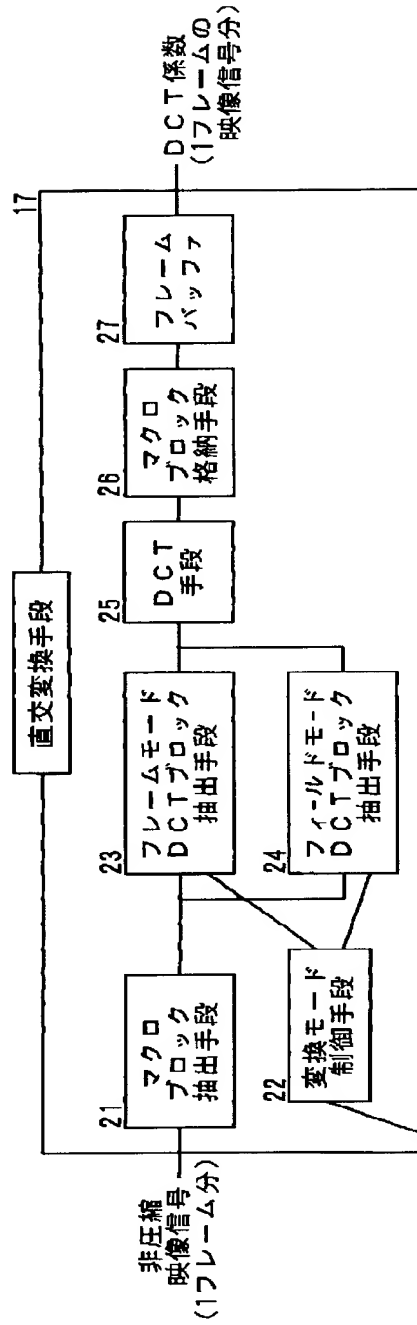 直交変換手段
17
非圧縮
映像信号
(1フレーム分)
21
マクロ
ブロック
抽出手段
22
変換モード
制御手段
23
フレームモード
DCTブロック
抽出手段
24
フィールドモード
DCTブロック
抽出手段
25
DCT
手段
26
マクロ
ブロック
格納手段
27
フレーム
バッファ
DCT係数
(1フレームの
映像信号分)